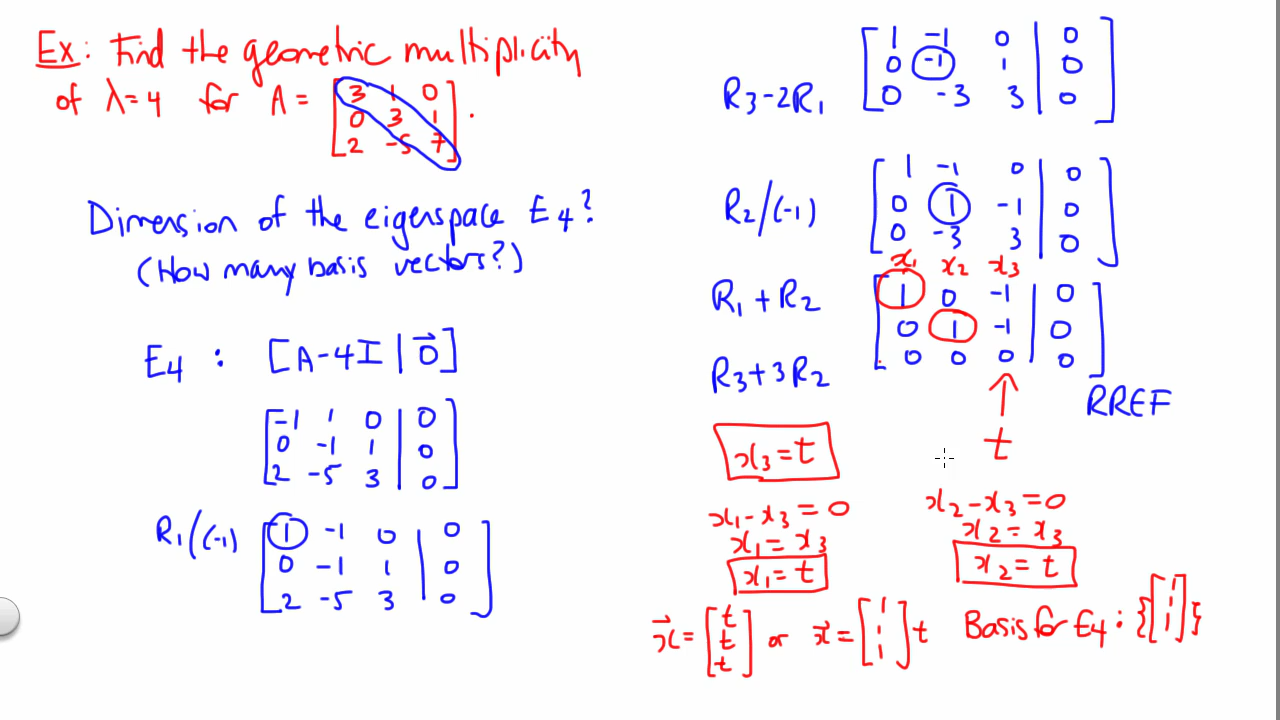 Ex: Find the geometric multiplicity
of λ=4 for A = [3 1 0
0 3 1
2 -5 7].
Dimension of the eigenspace E4?
(How many basis vectors?)
E4 : [A-4I | 0⃗]
[-1 1 0 | 0
0 -1 1 | 0
2 -5 3 | 0]
R1/(-1) [1 -1 0 | 0
0 -1 1 | 0
2 -5 3 | 0]
[1 -1 0 | 0
0 -1 1 | 0
R3-2R1 0 -3 3 | 0]
[1 -1 0 | 0
R2/(-1) 0 1 -1 | 0
0 -3 3 | 0]
x1 x2 x3
R1+R2 [1 0 -1 | 0
0 1 -1 | 0
R3+3R2 0 0 0 | 0]
RREF
t
x3=t
x1-x3=0
x1=x3
x1=t
x2-x3=0
x2=x3
x2=t
x⃗=[t
t
t] or x⃗=[1
1
1]t
Basis for E4: {[1
1
1]}